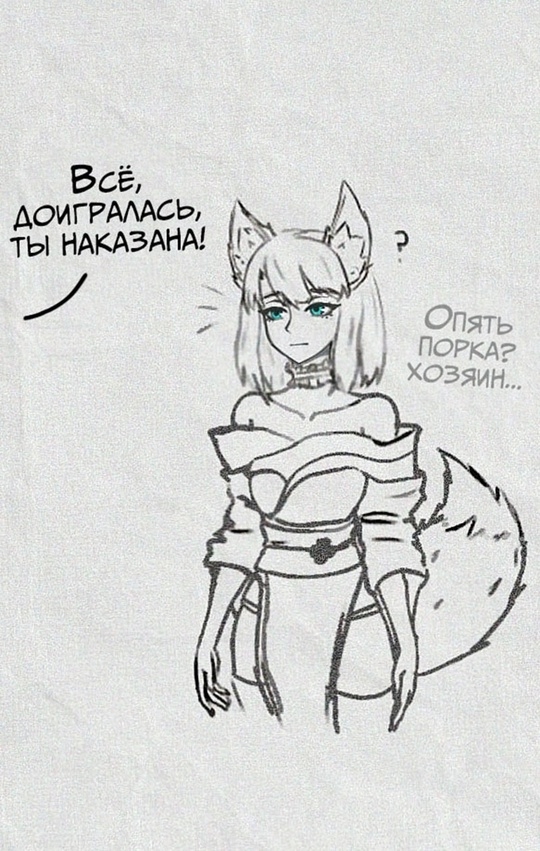 Всё,
доигралась,
ты наказана!
?
Опять
порка?
хозяин...